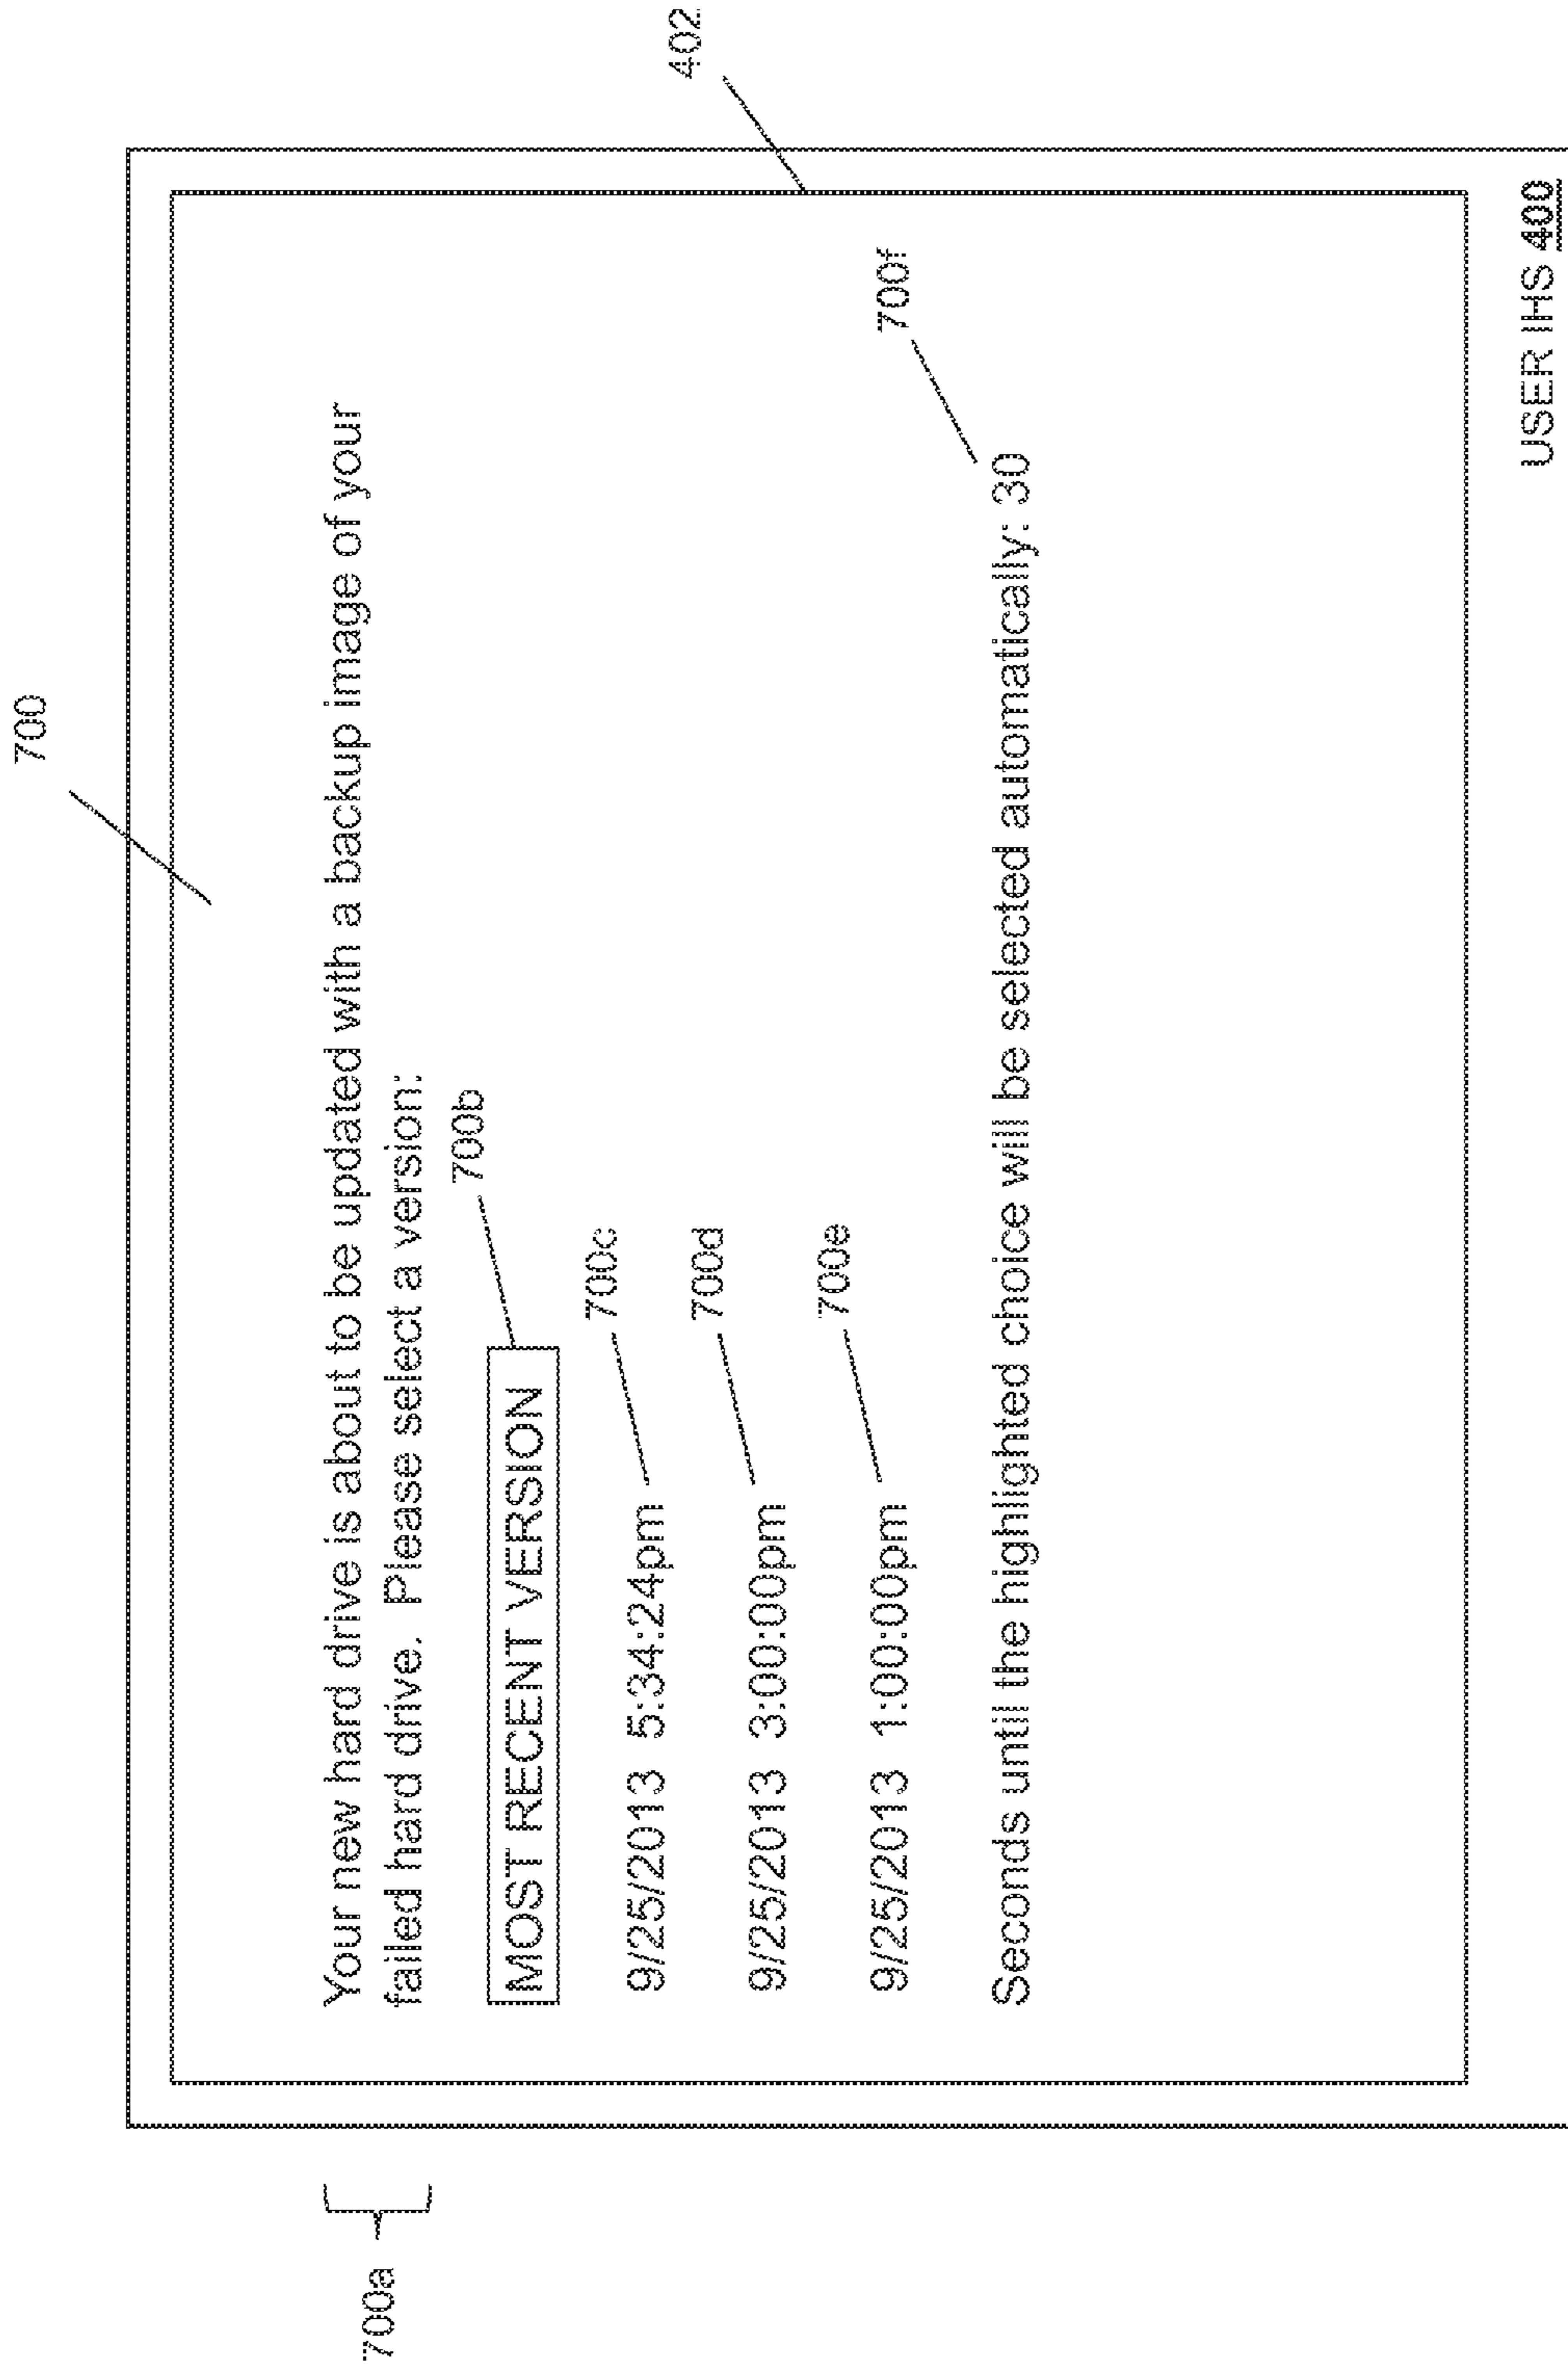 700
402
700a
Your new hard drive is about to be updated with a backup image of your
failed hard drive. Please select a version:
700b
MOST RECENT VERSION
700c
9/25/2013 5:34:24pm
700d
9/25/2013 3:00:00pm
700e
9/25/2013 1:00:00pm
700f
Seconds until the highlighted choice will be selected automatically: 30
USER IHS 400